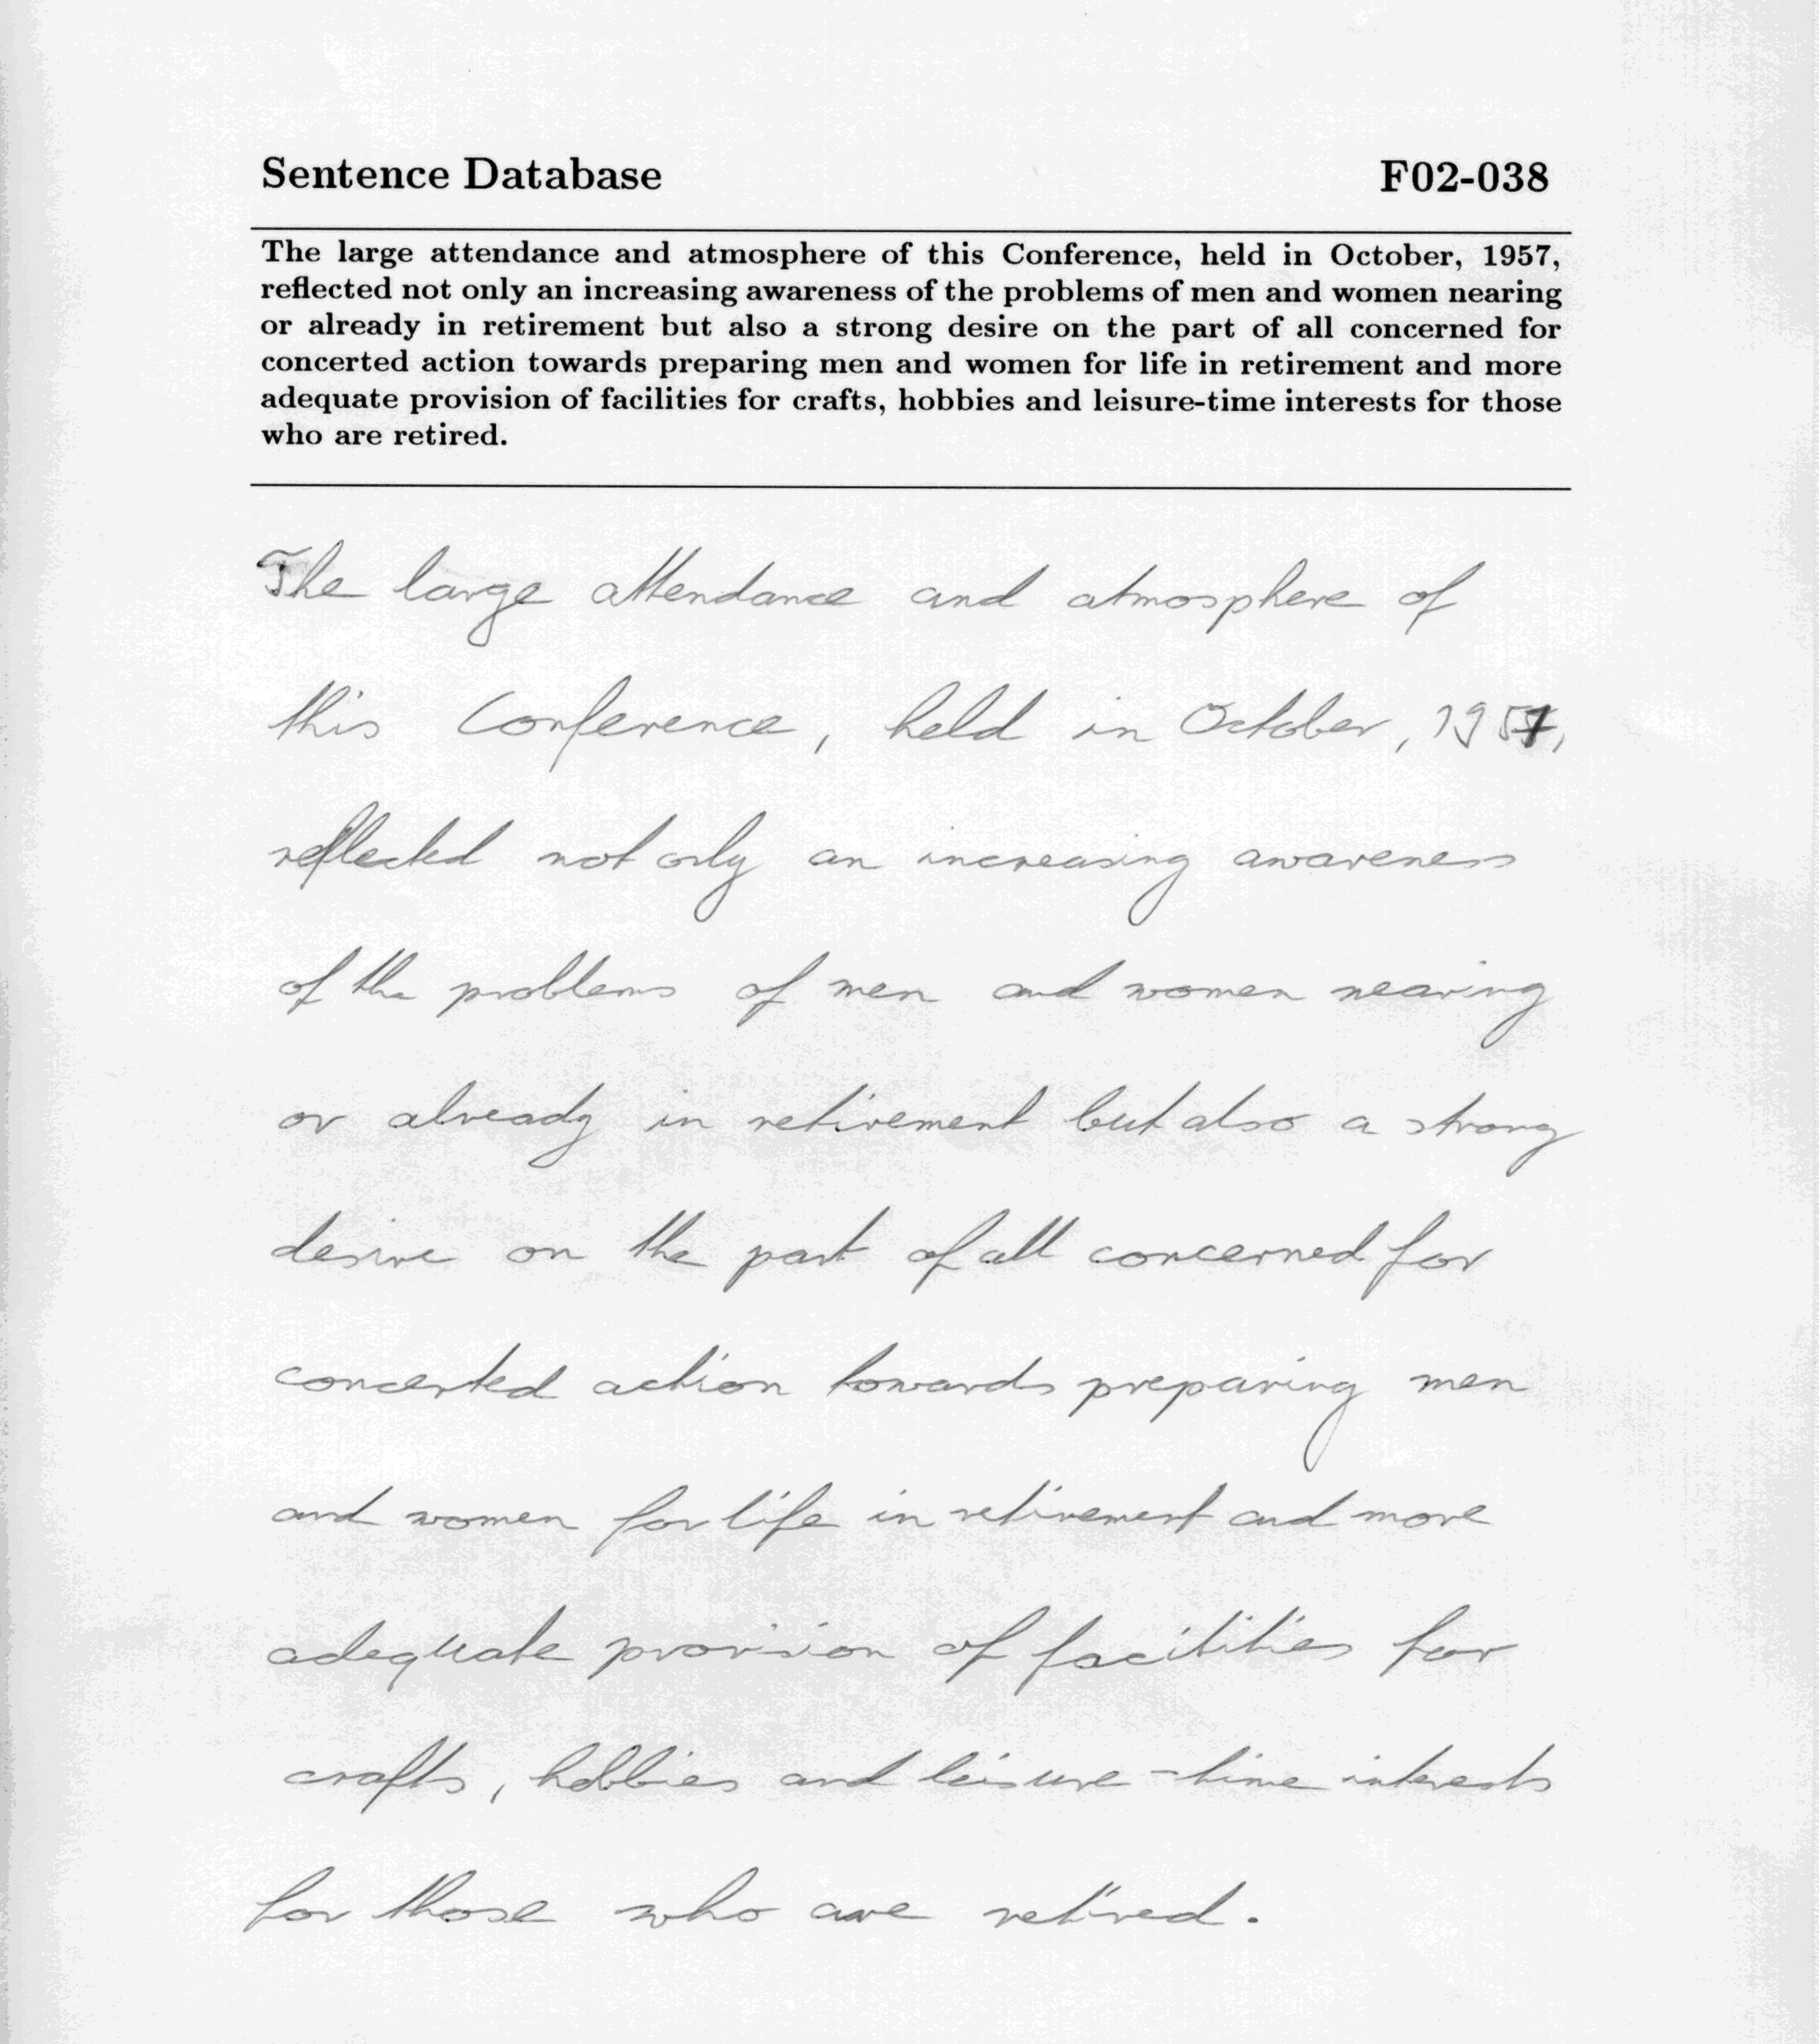 Sentence Database F02-038
The large attendance and atmosphere of this Conference, held in October, 1957,
reflected not only an increasing awareness of the problems of men and women nearing
or already in retirement but also a strong desire on the part of all concerned for
concerted action towards preparing men and women for life in retirement and more
adequate provision of facilities for crafts, hobbies and leisure-time interests for those
who are retired.
The large attendance and atmosphere of
this Conference, held in October, 1957,
reflected not only an increasing awareness
of the problems of men and women nearing
or already in retirement but also a strong
desire on the part of all concerned for
concerted action towards preparing men
and women for life in retirement and more
adequate provision of facilities for
crafts, hobbies and leisure-time interests
for those who are retired.